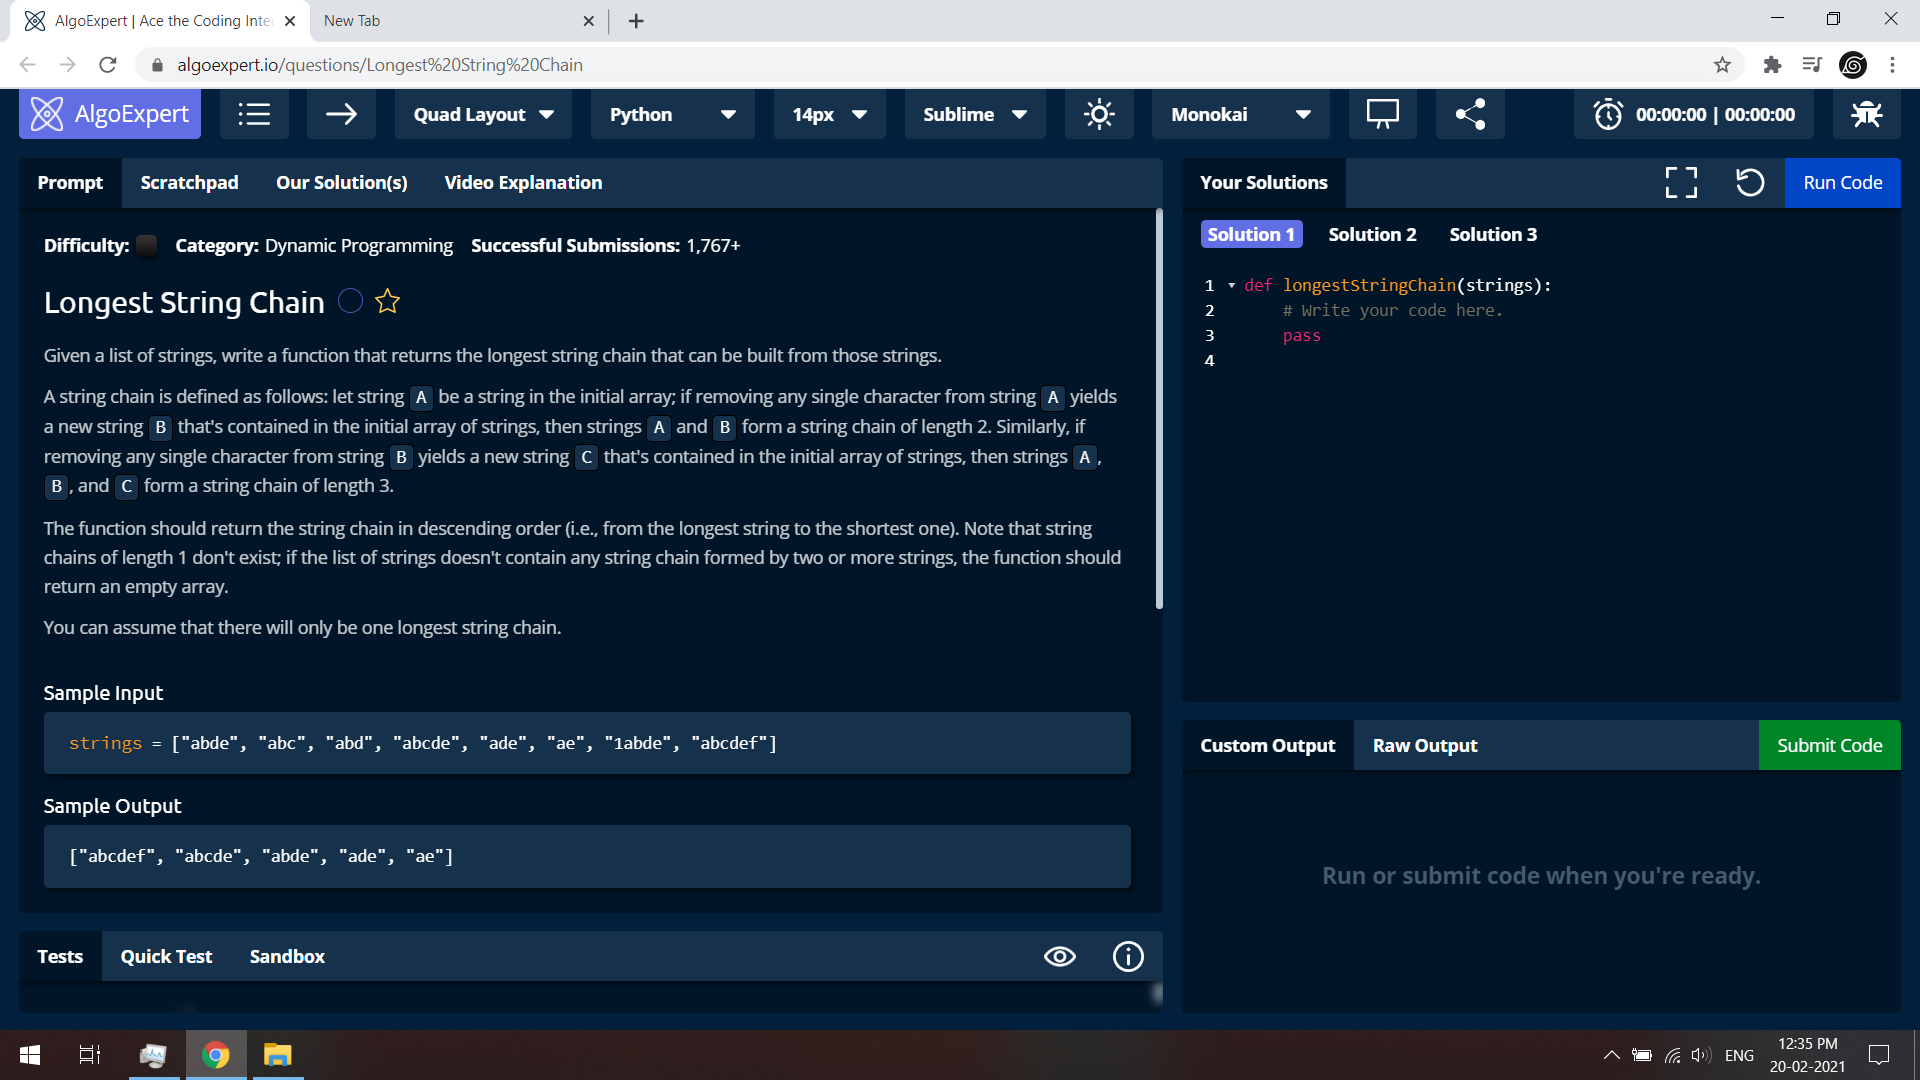 AlgoExpert | Ace the Coding Inte
New Tab
algoexpert.io/questions/Longest%20String%20Chain
AlgoExpert
Quad Layout
Python
14px
Sublime
Monokai
00:00:00 | 00:00:00
Prompt
Scratchpad
Our Solution(s)
Video Explanation
Difficulty:
Category: Dynamic Programming
Successful Submissions: 1,767+
Longest String Chain
Given a list of strings, write a function that returns the longest string chain that can be built from those strings.
A string chain is defined as follows: let string A be a string in the initial array; if removing any single character from string A yields
a new string B that's contained in the initial array of strings, then strings A and B form a string chain of length 2. Similarly, if
removing any single character from string B yields a new string C that's contained in the initial array of strings, then strings A,
B, and C form a string chain of length 3.
The function should return the string chain in descending order (i.e., from the longest string to the shortest one). Note that string
chains of length 1 don't exist; if the list of strings doesn't contain any string chain formed by two or more strings, the function should
return an empty array.
You can assume that there will only be one longest string chain.
Sample Input
strings = ["abde", "abc", "abd", "abcde", "ade", "ae", "1abde", "abcdef"]
Sample Output
["abcdef", "abcde", "abde", "ade", "ae"]
Tests
Quick Test
Sandbox
Your Solutions
Run Code
Solution 1
Solution 2
Solution 3
1 def longestStringChain(strings):
2 # Write your code here.
3 pass
4
Custom Output
Raw Output
Submit Code
Run or submit code when you're ready.
ENG
12:35 PM
20-02-2021